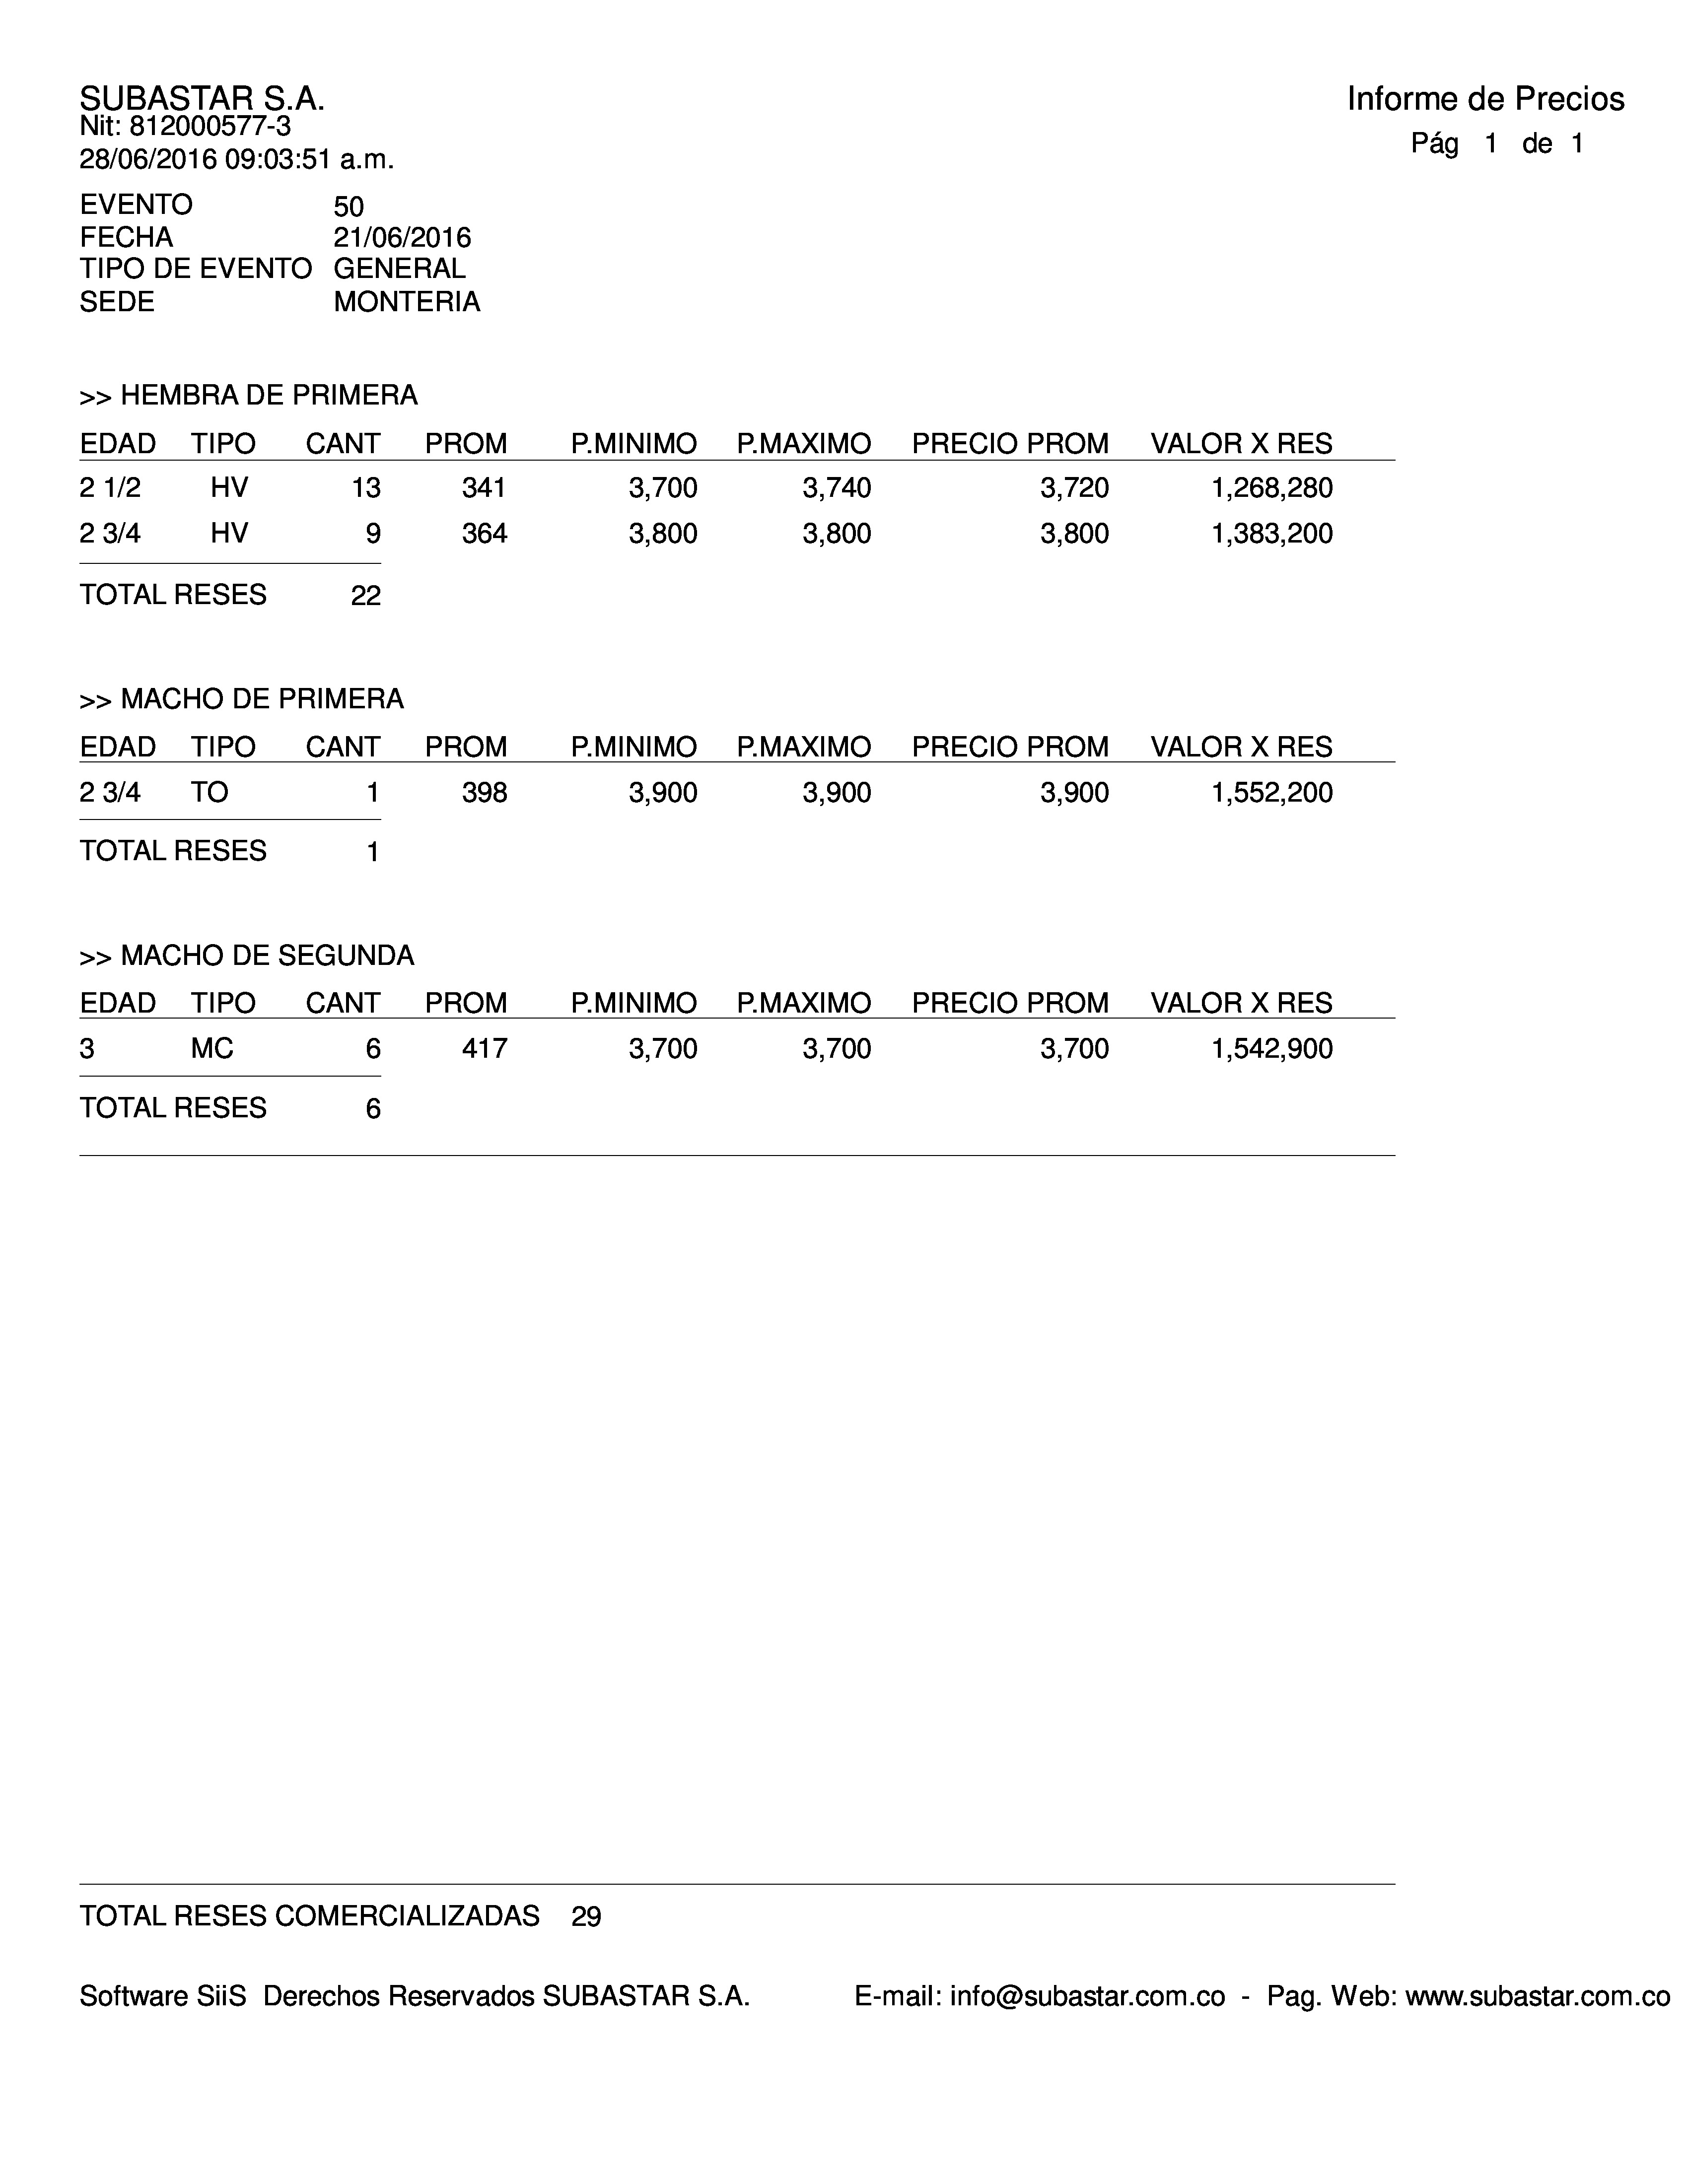 SUBASTAR S.A.
Informe de Precios
Nit: 812000577-3
Pág 1 de 1
28/06/2016 09:03:51 a.m.
EVENTO 50
FECHA 21/06/2016
TIPO DE EVENTO GENERAL
SEDE MONTERIA
>> HEMBRA DE PRIMERA
EDAD TIPO CANT PROM P.MINIMO P.MAXIMO PRECIO PROM VALOR X RES
2 1/2 HV 13 341 3,700 3,740 3,720 1,268,280
2 3/4 HV 9 364 3,800 3,800 3,800 1,383,200
TOTAL RESES 22
>> MACHO DE PRIMERA
EDAD TIPO CANT PROM P.MINIMO P.MAXIMO PRECIO PROM VALOR X RES
2 3/4 TO 1 398 3,900 3,900 3,900 1,552,200
TOTAL RESES 1
>> MACHO DE SEGUNDA
EDAD TIPO CANT PROM P.MINIMO P.MAXIMO PRECIO PROM VALOR X RES
3 MC 6 417 3,700 3,700 3,700 1,542,900
TOTAL RESES 6
TOTAL RESES COMERCIALIZADAS 29
Software SiiS Derechos Reservados SUBASTAR S.A. E-mail: info@subastar.com.co - Pag. Web: www.subastar.com.co